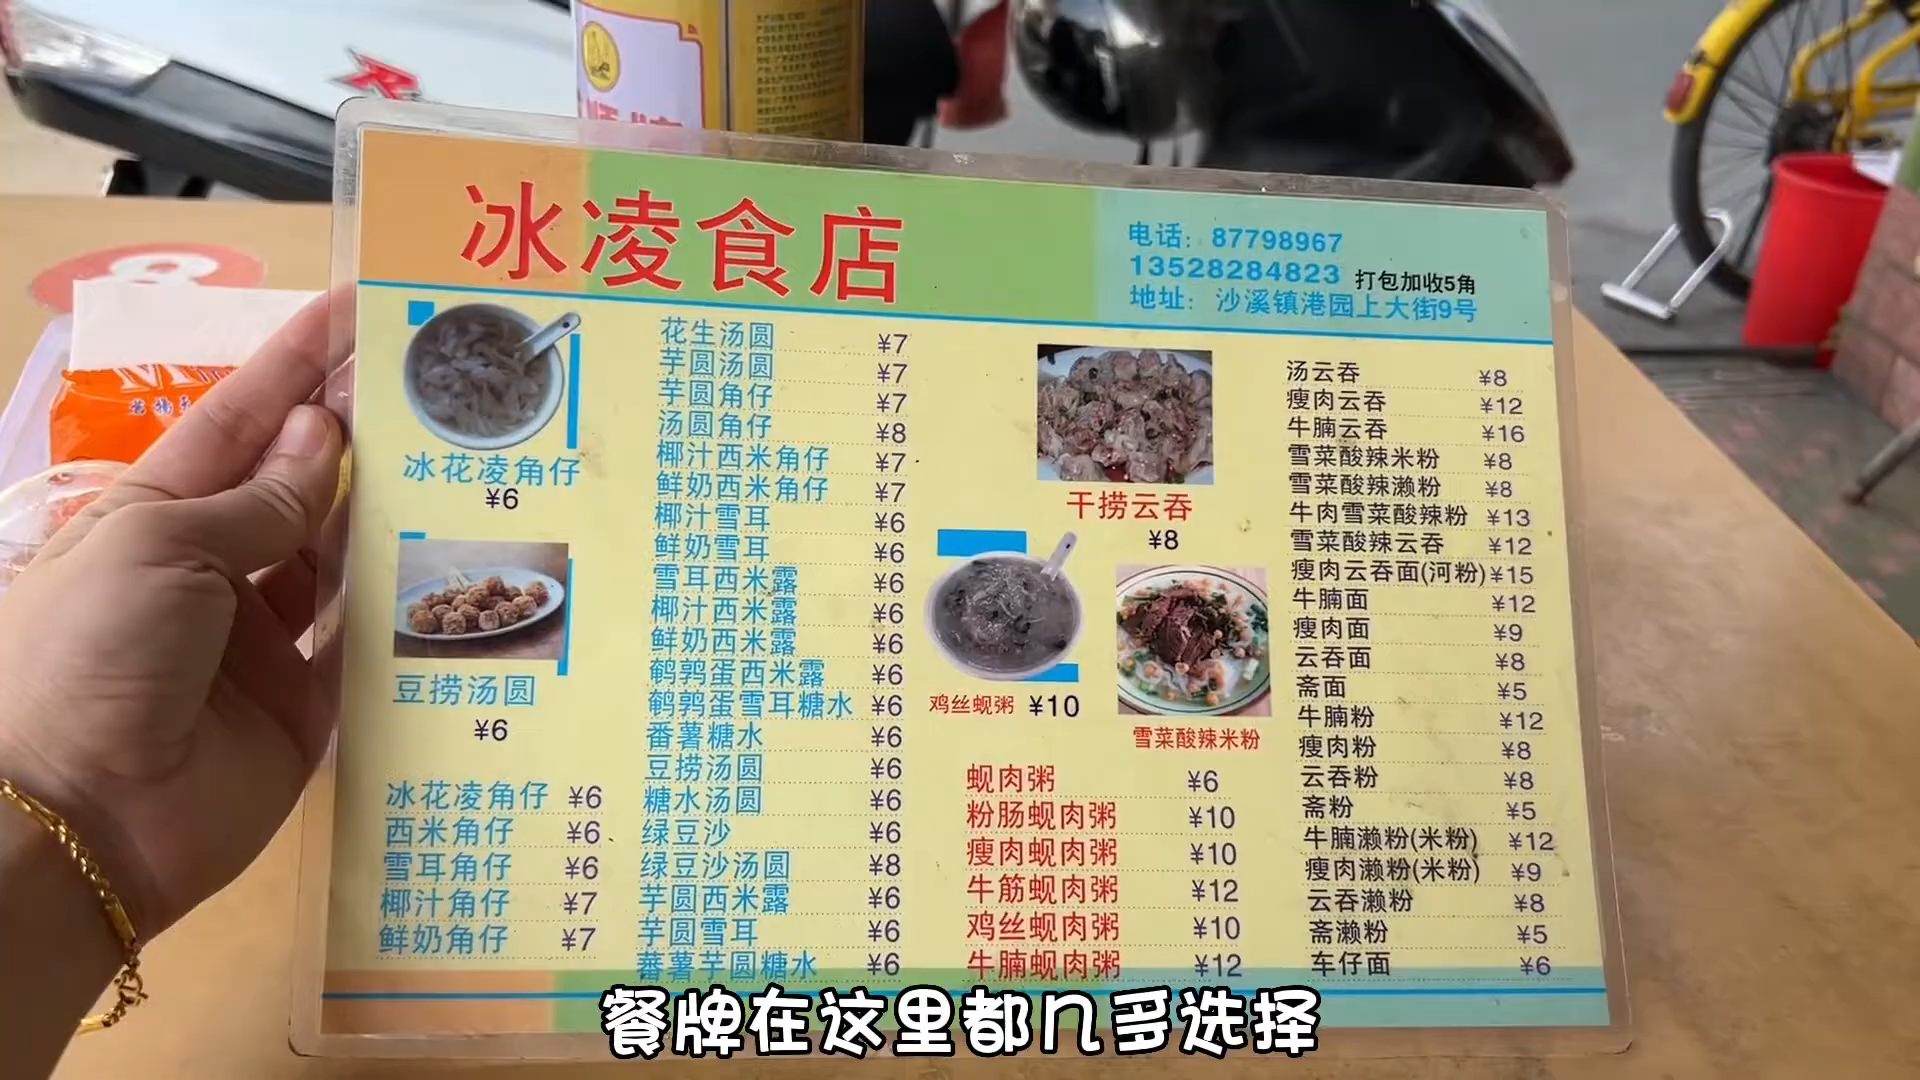 冰凌食店
电话：87798967
13528284823 打包加收5角
地址：沙溪镇港园上大街9号
冰花凌角仔
¥6
豆捞汤圆
¥6
冰花凌角仔 ¥6
西米角仔 ¥6
雪耳角仔 ¥6
椰汁角仔 ¥7
鲜奶角仔 ¥7
花生汤圆 ¥7
芋圆汤圆 ¥7
芋圆角仔 ¥7
汤圆角仔 ¥8
椰汁西米角仔 ¥7
鲜奶西米角仔 ¥7
椰汁雪耳 ¥6
鲜奶雪耳 ¥6
雪耳西米露 ¥6
椰汁西米露 ¥6
鲜奶西米露 ¥6
鹌鹑蛋西米露 ¥6
鹌鹑蛋雪耳糖水 ¥6
番薯糖水 ¥6
豆捞汤圆 ¥6
糖水汤圆 ¥6
绿豆沙 ¥6
绿豆沙汤圆 ¥8
芋圆西米露 ¥6
芋圆雪耳 ¥6
蕃薯芋圆糖水 ¥6
干捞云吞
¥8
鸡丝蚬粥 ¥10
雪菜酸辣米粉
蚬肉粥 ¥6
粉肠蚬肉粥 ¥10
瘦肉蚬肉粥 ¥10
牛筋蚬肉粥 ¥12
鸡丝蚬肉粥 ¥10
牛腩蚬肉粥 ¥12
汤云吞 ¥8
瘦肉云吞 ¥12
牛腩云吞 ¥16
雪菜酸辣米粉 ¥8
雪菜酸辣濑粉 ¥8
牛肉雪菜酸辣粉 ¥13
雪菜酸辣云吞 ¥12
瘦肉云吞面(河粉) ¥15
牛腩面 ¥12
瘦肉面 ¥9
云吞面 ¥8
斋面 ¥5
牛腩粉 ¥12
瘦肉粉 ¥8
云吞粉 ¥8
斋粉 ¥5
牛腩濑粉(米粉) ¥12
瘦肉濑粉(米粉) ¥9
云吞濑粉 ¥8
斋濑粉 ¥5
车仔面 ¥6
餐牌在这里都几多选择